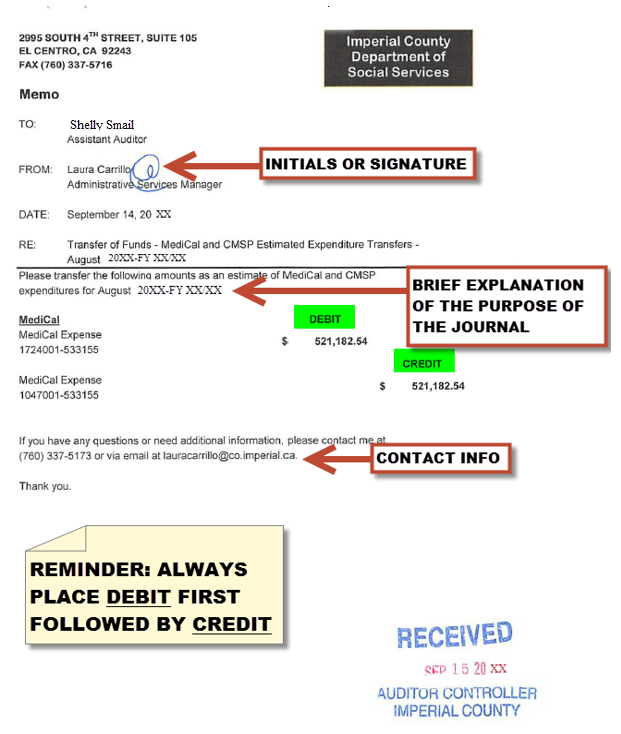 2995 SOUTH 4TH STREET, SUITE 105
EL CENTRO, CA 92243
FAX (760) 337-5716
Imperial County
Department of
Social Services
Memo
TO: Shelly Smail
Assistant Auditor
FROM: Laura Carrillo
Administrative Services Manager
INITIALS OR SIGNATURE
DATE: September 14, 20 XX
RE: Transfer of Funds - MediCal and CMSP Estimated Expenditure Transfers -
August 20XX-FY XX/XX
Please transfer the following amounts as an estimate of MediCal and CMSP
expenditures for August 20XX-FY XX/XX
BRIEF EXPLANATION
OF THE PURPOSE OF
THE JOURNAL
MediCal
DEBIT
MediCal Expense
1724001-533155
$ 521,182.54
CREDIT
MediCal Expense
1047001-533155
$ 521,182.54
If you have any questions or need additional information, please contact me at
(760) 337-5173 or via email at lauracarrillo@co.imperial.ca.
CONTACT INFO
Thank you.
REMINDER: ALWAYS
PLACE DEBIT FIRST
FOLLOWED BY CREDIT
RECEIVED
SEP 15 20 XX
AUDITOR CONTROLLER
IMPERIAL COUNTY